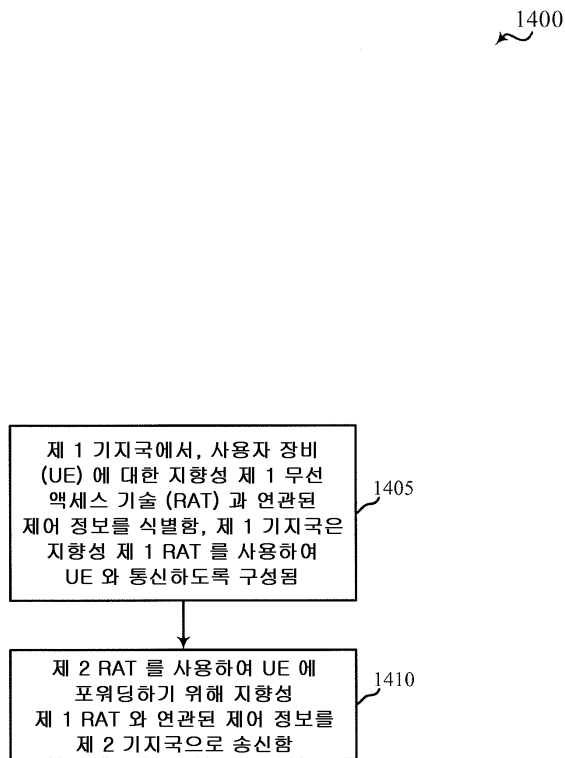 1400
제 1 기지국에서, 사용자 장비
(UE) 에 대한 지향성 제 1 무선
액세스 기술 (RAT) 과 연관된
제어 정보를 식별함, 제 1 기지국은
지향성 제 1 RAT 를 사용하여
UE 와 통신하도록 구성됨
1405
제 2 RAT 를 사용하여 UE 에
포워딩하기 위해 지향성
제 1 RAT 와 연관된 제어 정보를
제 2 기지국으로 송신함
1410